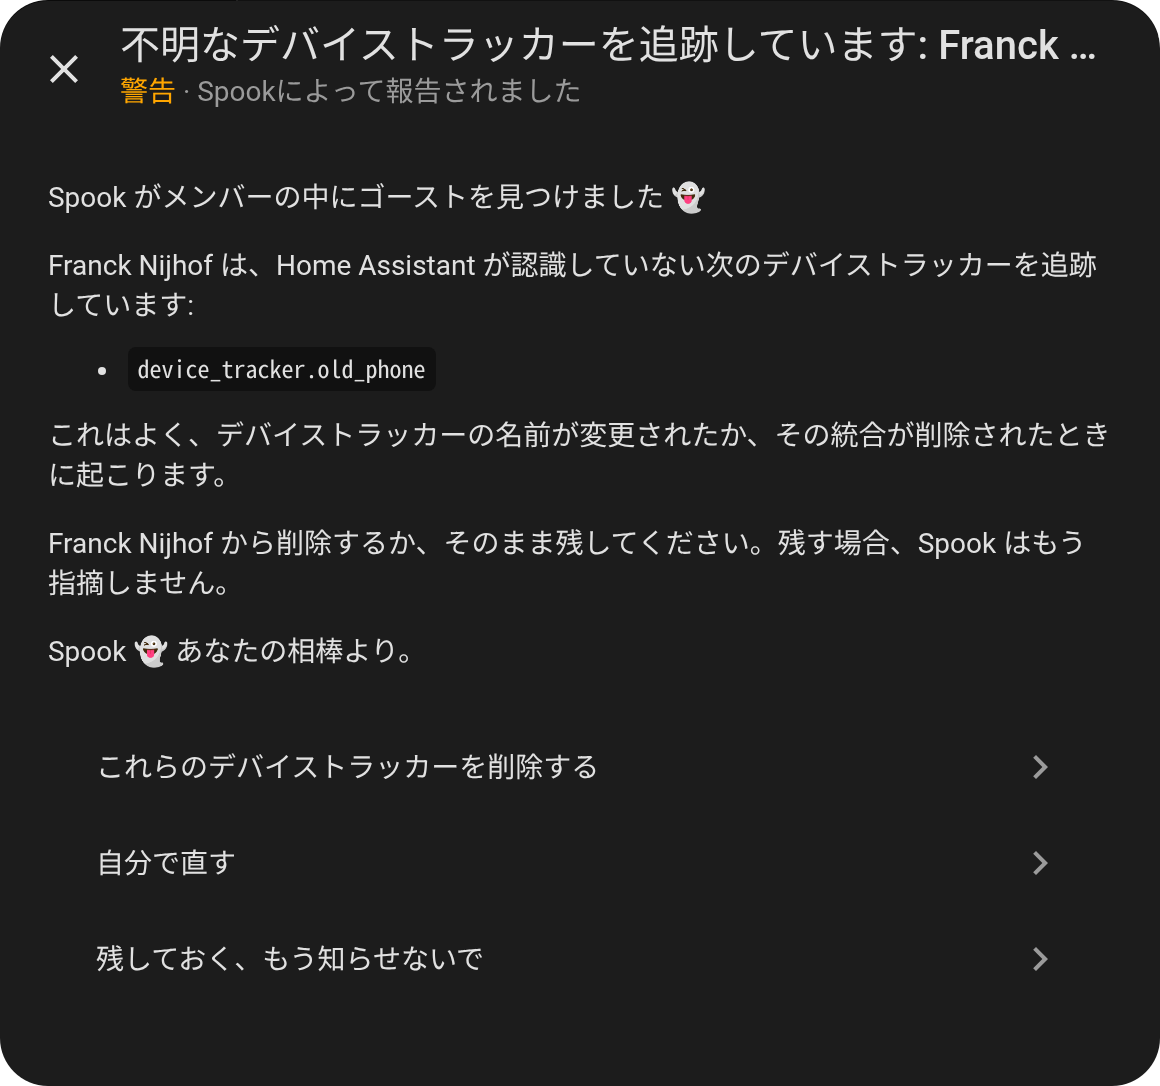 不明なデバイストラッカーを追跡しています: Franck ...
警告 · Spookによって報告されました
Spook がメンバーの中にゴーストを見つけました 👻
Franck Nijhof は、Home Assistant が認識していない次のデバイストラッカーを追跡
しています:
• device_tracker.old_phone
これはよく、デバイストラッカーの名前が変更されたか、その統合が削除されたとき
に起こります。
Franck Nijhof から削除するか、そのまま残してください。残す場合、Spook はもう
指摘しません。
Spook 👻 あなたの相棒より。
これらのデバイストラッカーを削除する
自分で直す
残しておく、もう知らせないで